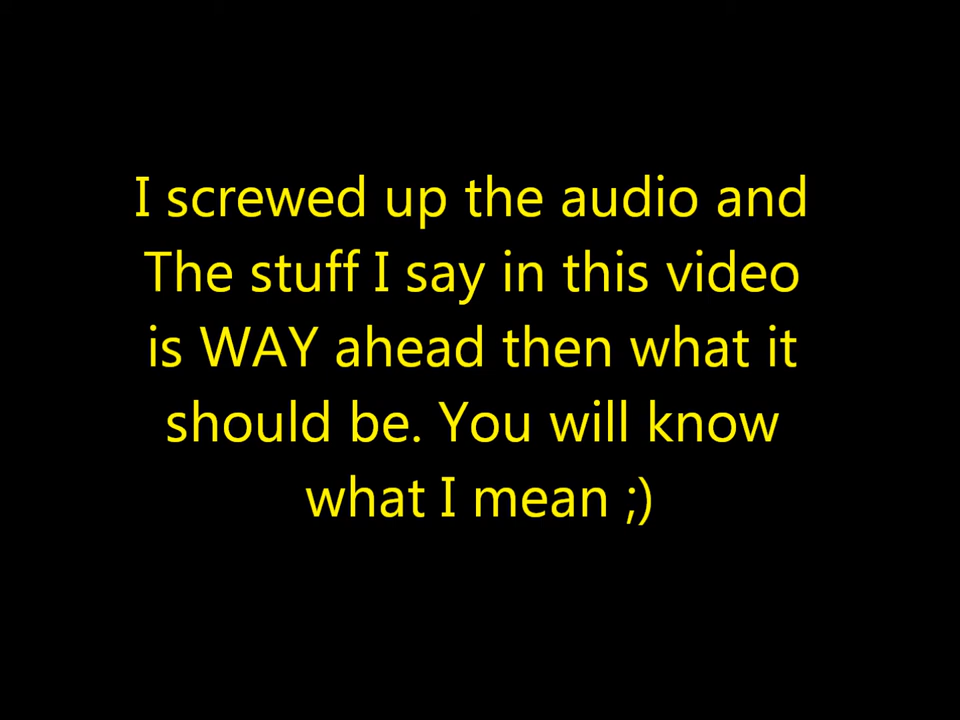 I screwed up the audio and
The stuff I say in this video
is WAY ahead then what it
should be. You will know
what I mean ;)